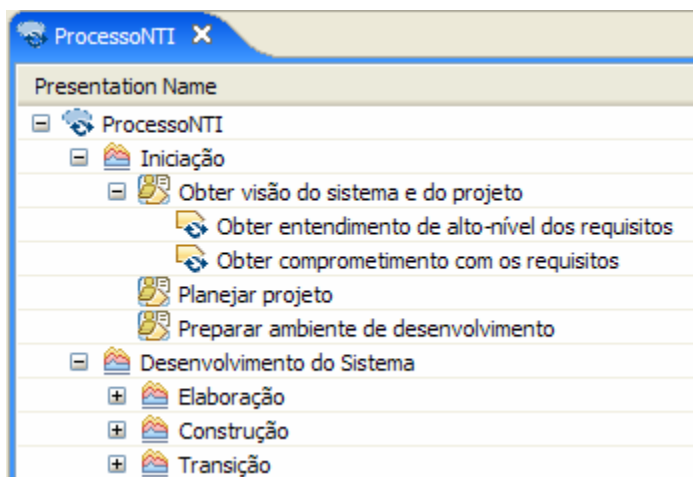 ProcessoNTI
Presentation Name
ProcessoNTI
Iniciação
Obter visão do sistema e do projeto
Obter entendimento de alto-nível dos requisitos
Obter comprometimento com os requisitos
Planejar projeto
Preparar ambiente de desenvolvimento
Desenvolvimento do Sistema
Elaboração
Construção
Transição